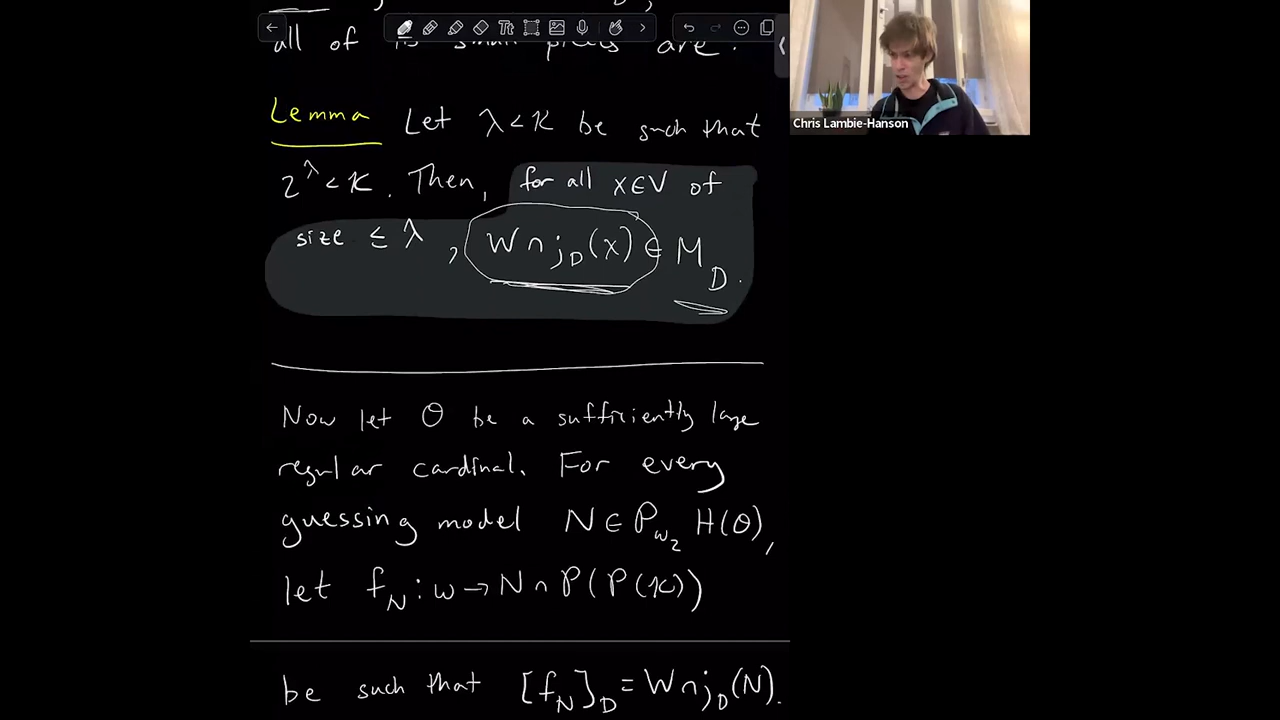 all of its small pieces are.
Chris Lambie-Hanson
Lemma Let λ<κ be such that
2^λ < κ. Then, for all x∈V of
size ≤ λ, W ∩ j_D(x) ∈ M_D.
Now let θ be a sufficiently large
regular cardinal. For every
guessing model N ∈ P_{ω_2} H(θ),
let f_N : ω → N ∩ P(P(κ))
be such that [f_N]_D = W ∩ j_D(N).